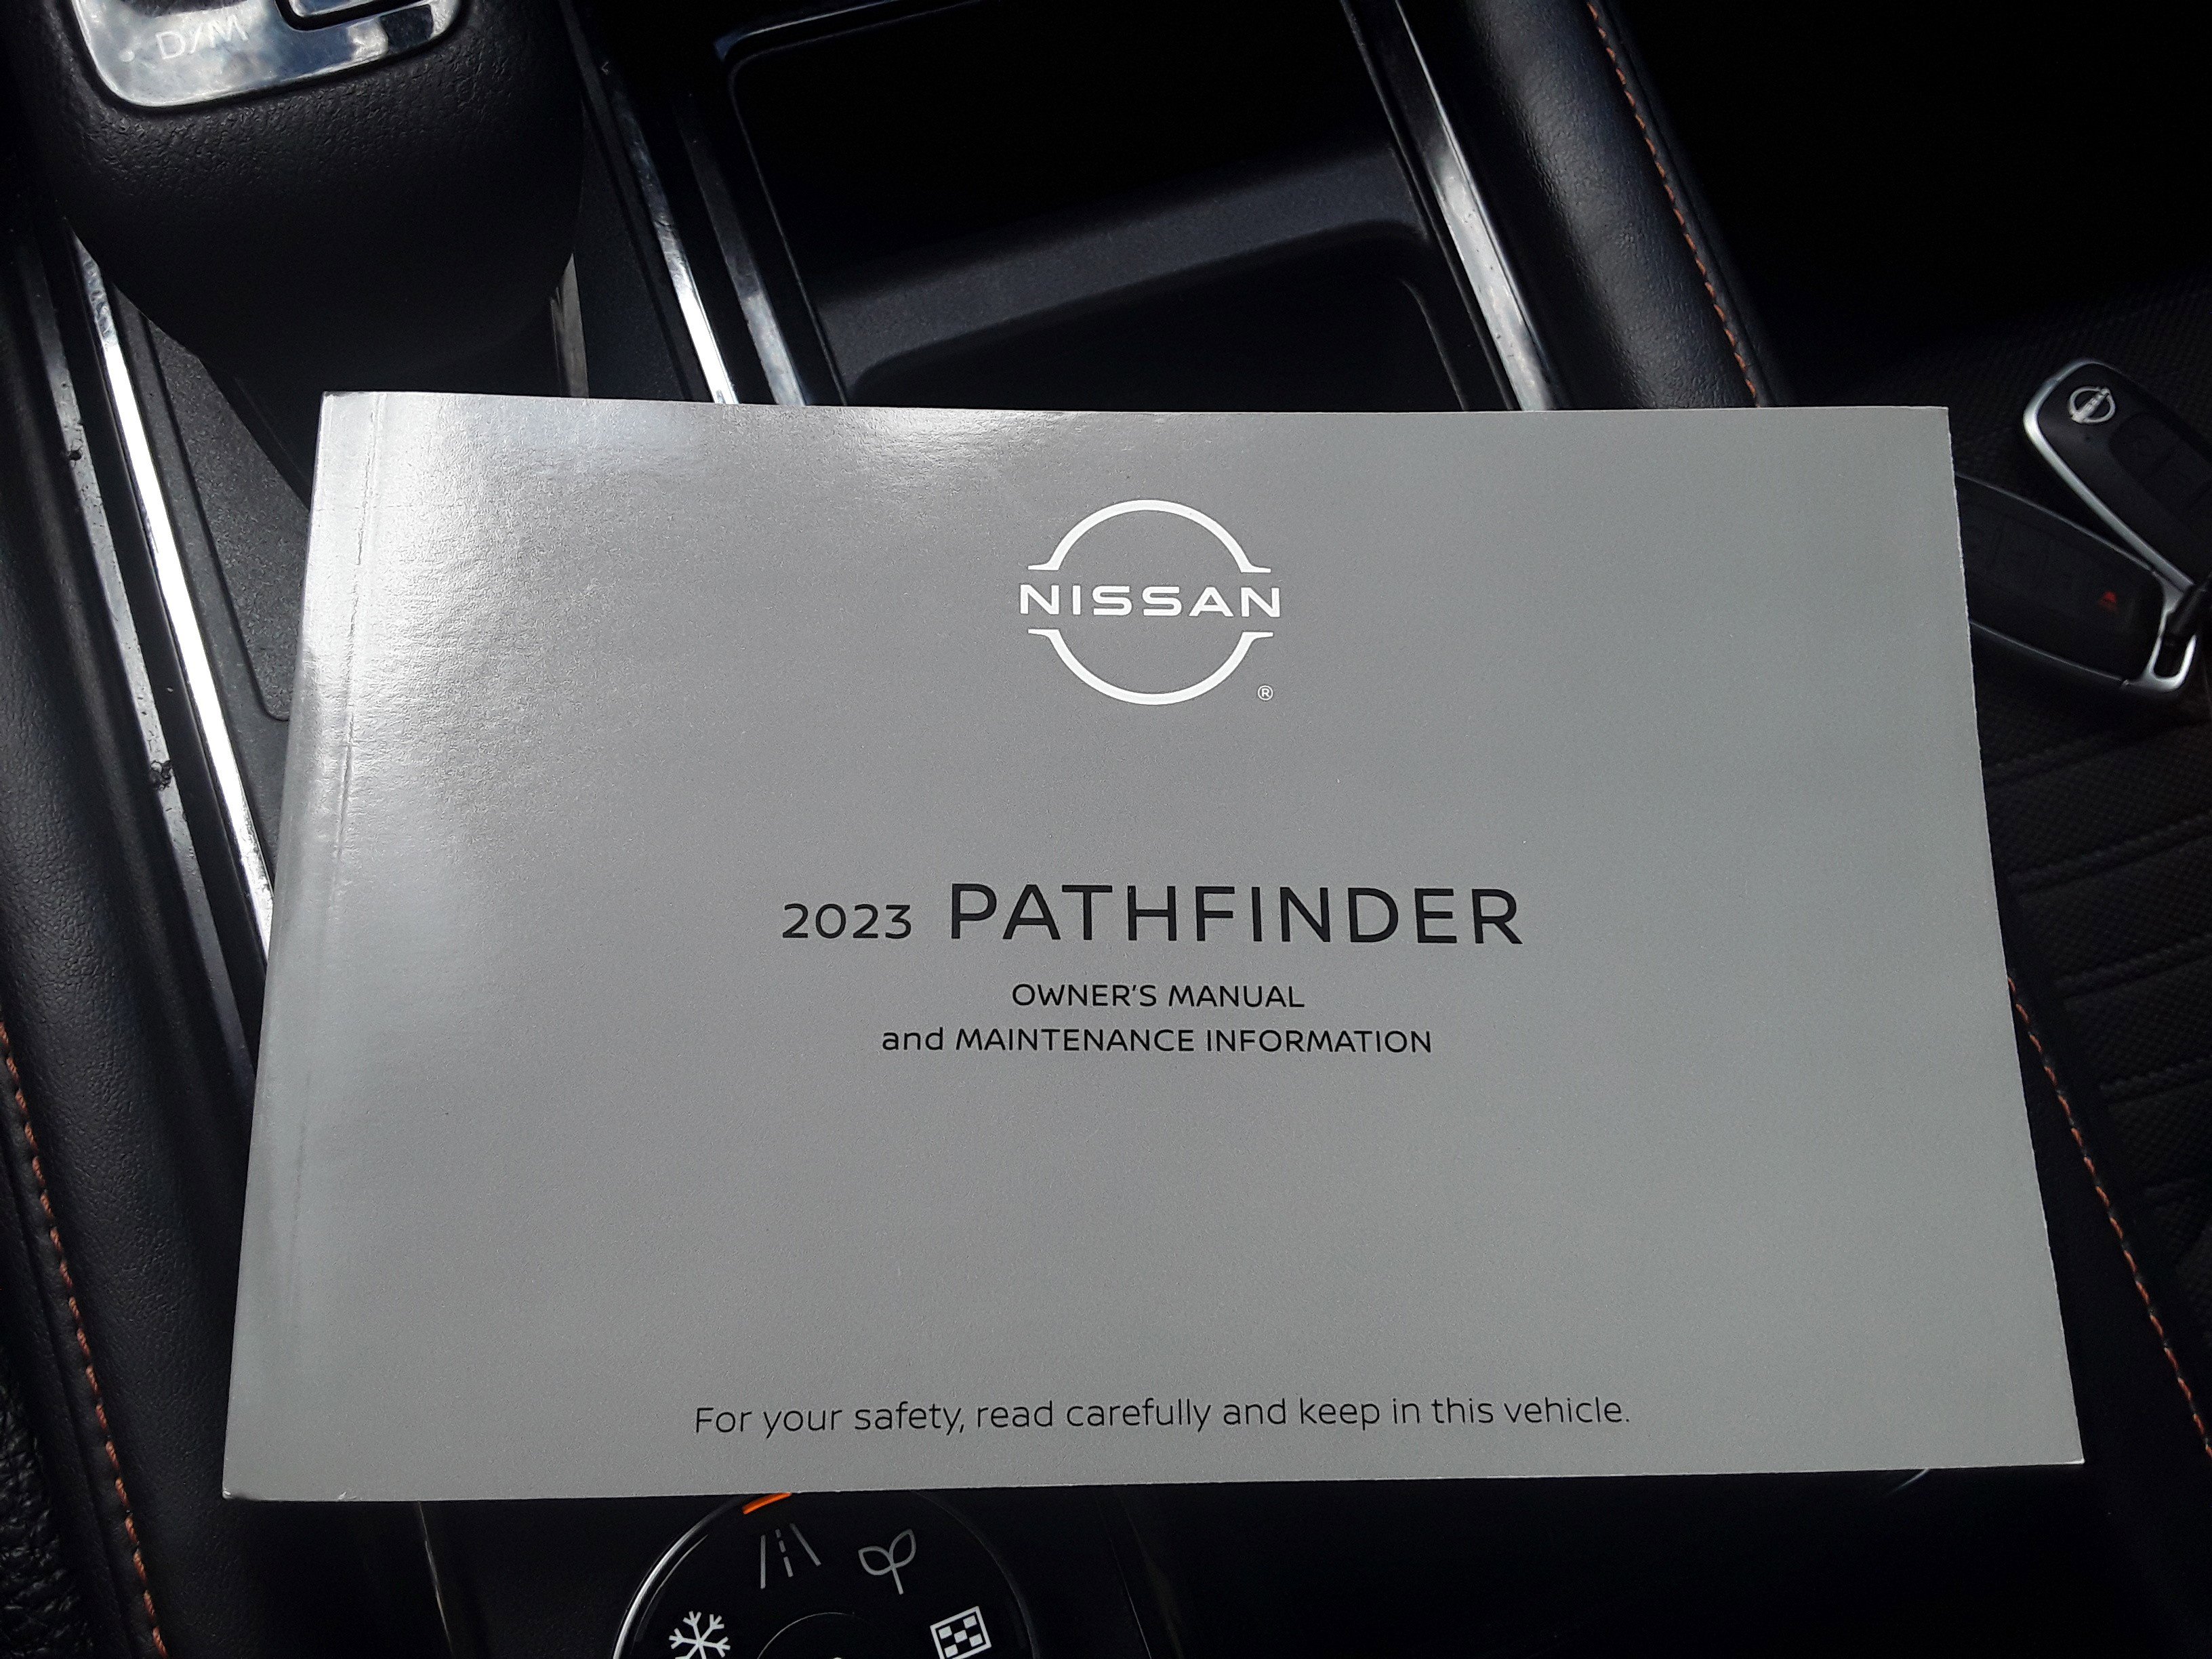 D/M
NISSAN
®
2023 PATHFINDER
OWNER'S MANUAL
and MAINTENANCE INFORMATION
For your safety, read carefully and keep in this vehicle.